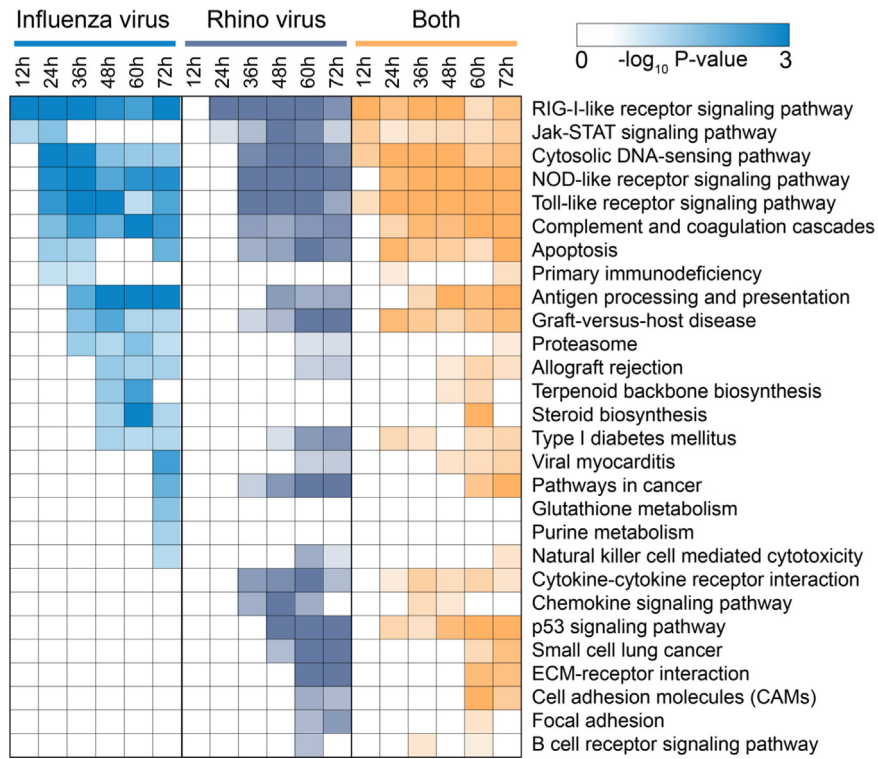 Influenza virus Rhino virus Both
0 -log10 P-value 3
12h 24h 36h 48h 60h 72h 12h 24h 36h 48h 60h 72h 12h 24h 36h 48h 60h 72h
RIG-I-like receptor signaling pathway
Jak-STAT signaling pathway
Cytosolic DNA-sensing pathway
NOD-like receptor signaling pathway
Toll-like receptor signaling pathway
Complement and coagulation cascades
Apoptosis
Primary immunodeficiency
Antigen processing and presentation
Graft-versus-host disease
Proteasome
Allograft rejection
Terpenoid backbone biosynthesis
Steroid biosynthesis
Type I diabetes mellitus
Viral myocarditis
Pathways in cancer
Glutathione metabolism
Purine metabolism
Natural killer cell mediated cytotoxicity
Cytokine-cytokine receptor interaction
Chemokine signaling pathway
p53 signaling pathway
Small cell lung cancer
ECM-receptor interaction
Cell adhesion molecules (CAMs)
Focal adhesion
B cell receptor signaling pathway